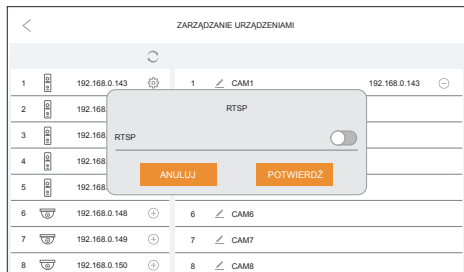 ZARZĄDZANIE URZĄDZENIAMI
1 192.168.0.143 1 CAM1 192.168.0.143
2 192.168.
RTSP
3 192.168.
RTSP
4 192.168.
ANULUJ POTWIERDŹ
5 192.168.
6 192.168.0.148 6 CAM6
7 192.168.0.149 7 CAM7
8 192.168.0.150 8 CAM8